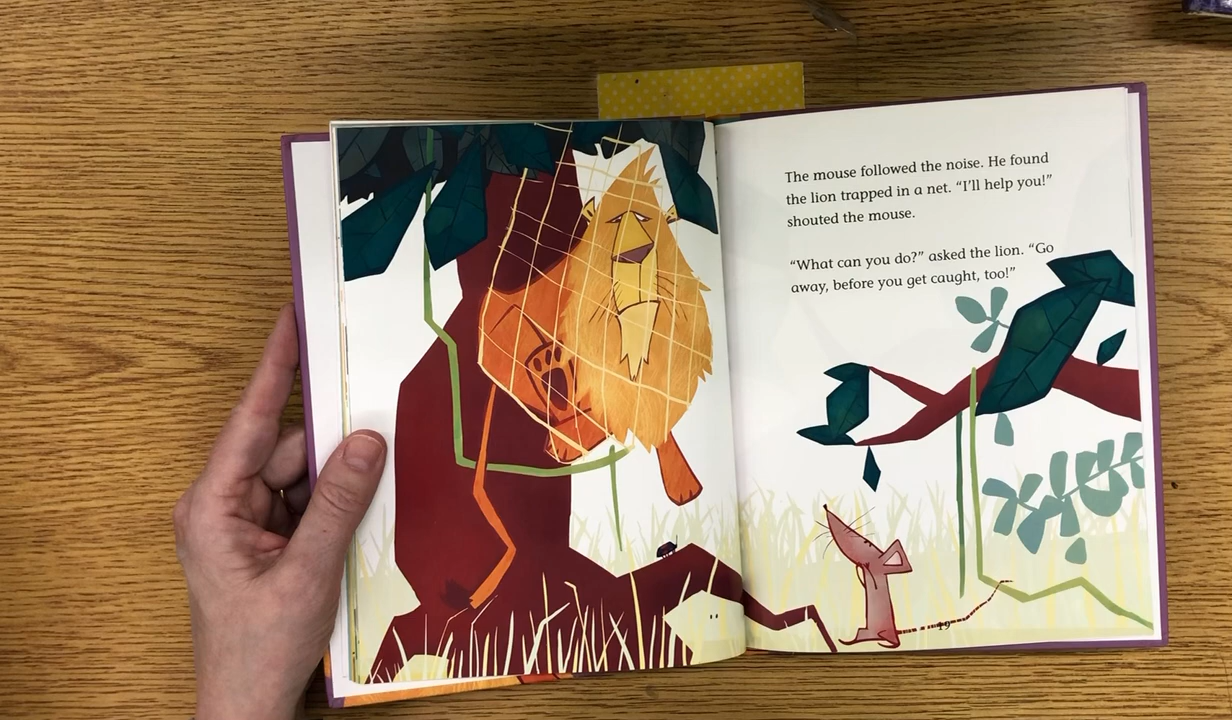 The mouse followed the noise. He found
the lion trapped in a net. “I’ll help you!”
shouted the mouse.
“What can you do?” asked the lion. “Go
away, before you get caught, too!”
19